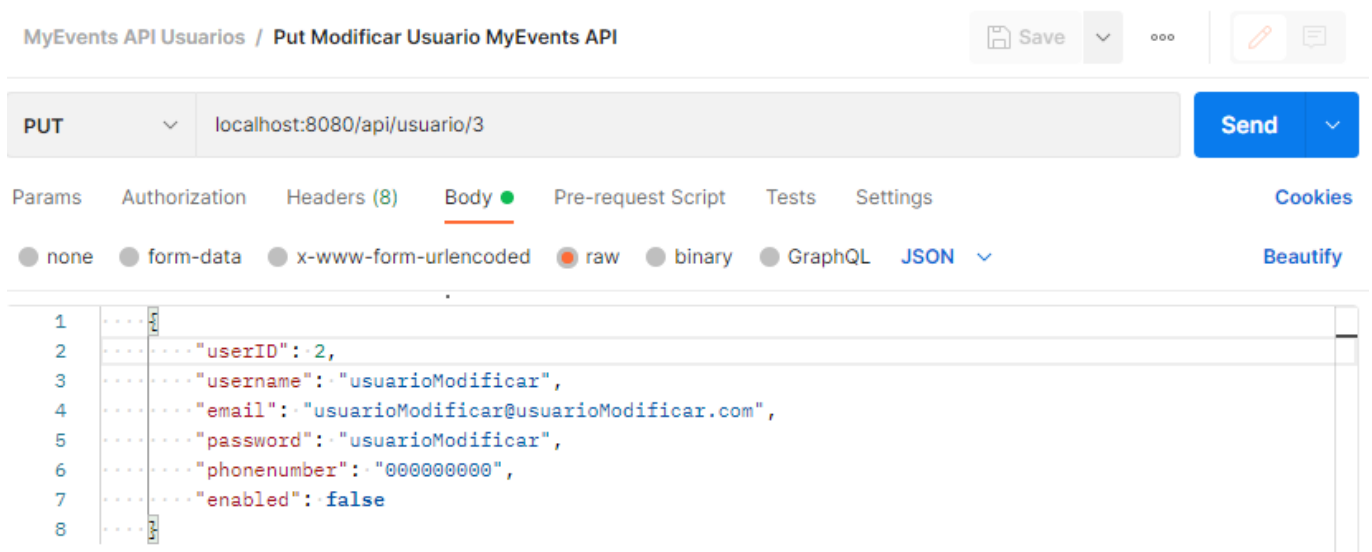 MyEvents API Usuarios / Put Modificar Usuario MyEvents API Save ooo
PUT localhost:8080/api/usuario/3 Send
Params Authorization Headers (8) Body Pre-request Script Tests Settings Cookies
none form-data x-www-form-urlencoded raw binary GraphQL JSON Beautify
1 {
2 "userID": 2,
3 "username": "usuarioModificar",
4 "email": "usuarioModificar@usuarioModificar.com",
5 "password": "usuarioModificar",
6 "phonenumber": "000000000",
7 "enabled": false
8 }